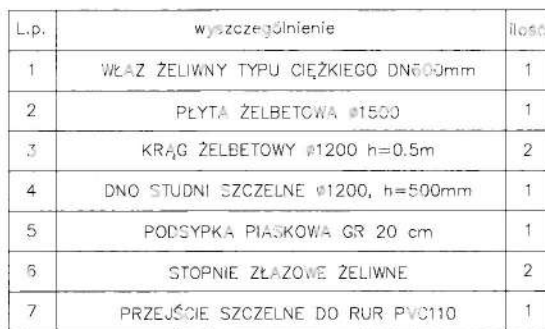 L.p. wyszczególnienie ilość
1 WŁAZ ŻELIWNY TYPU CIĘŻKIEGO DN600mm 1
2 PŁYTA ŻELBETOWA ø1500 1
3 KRĄG ŻELBETOWY ø1200 h=0.5m 2
4 DNO STUDNI SZCZELNE ø1200, h=500mm 1
5 PODSYPKA PIASKOWA GR 20 cm 1
6 STOPNIE ZŁAZOWE ŻELIWNE 2
7 PRZEJŚCIE SZCZELNE DO RUR PVC110 1